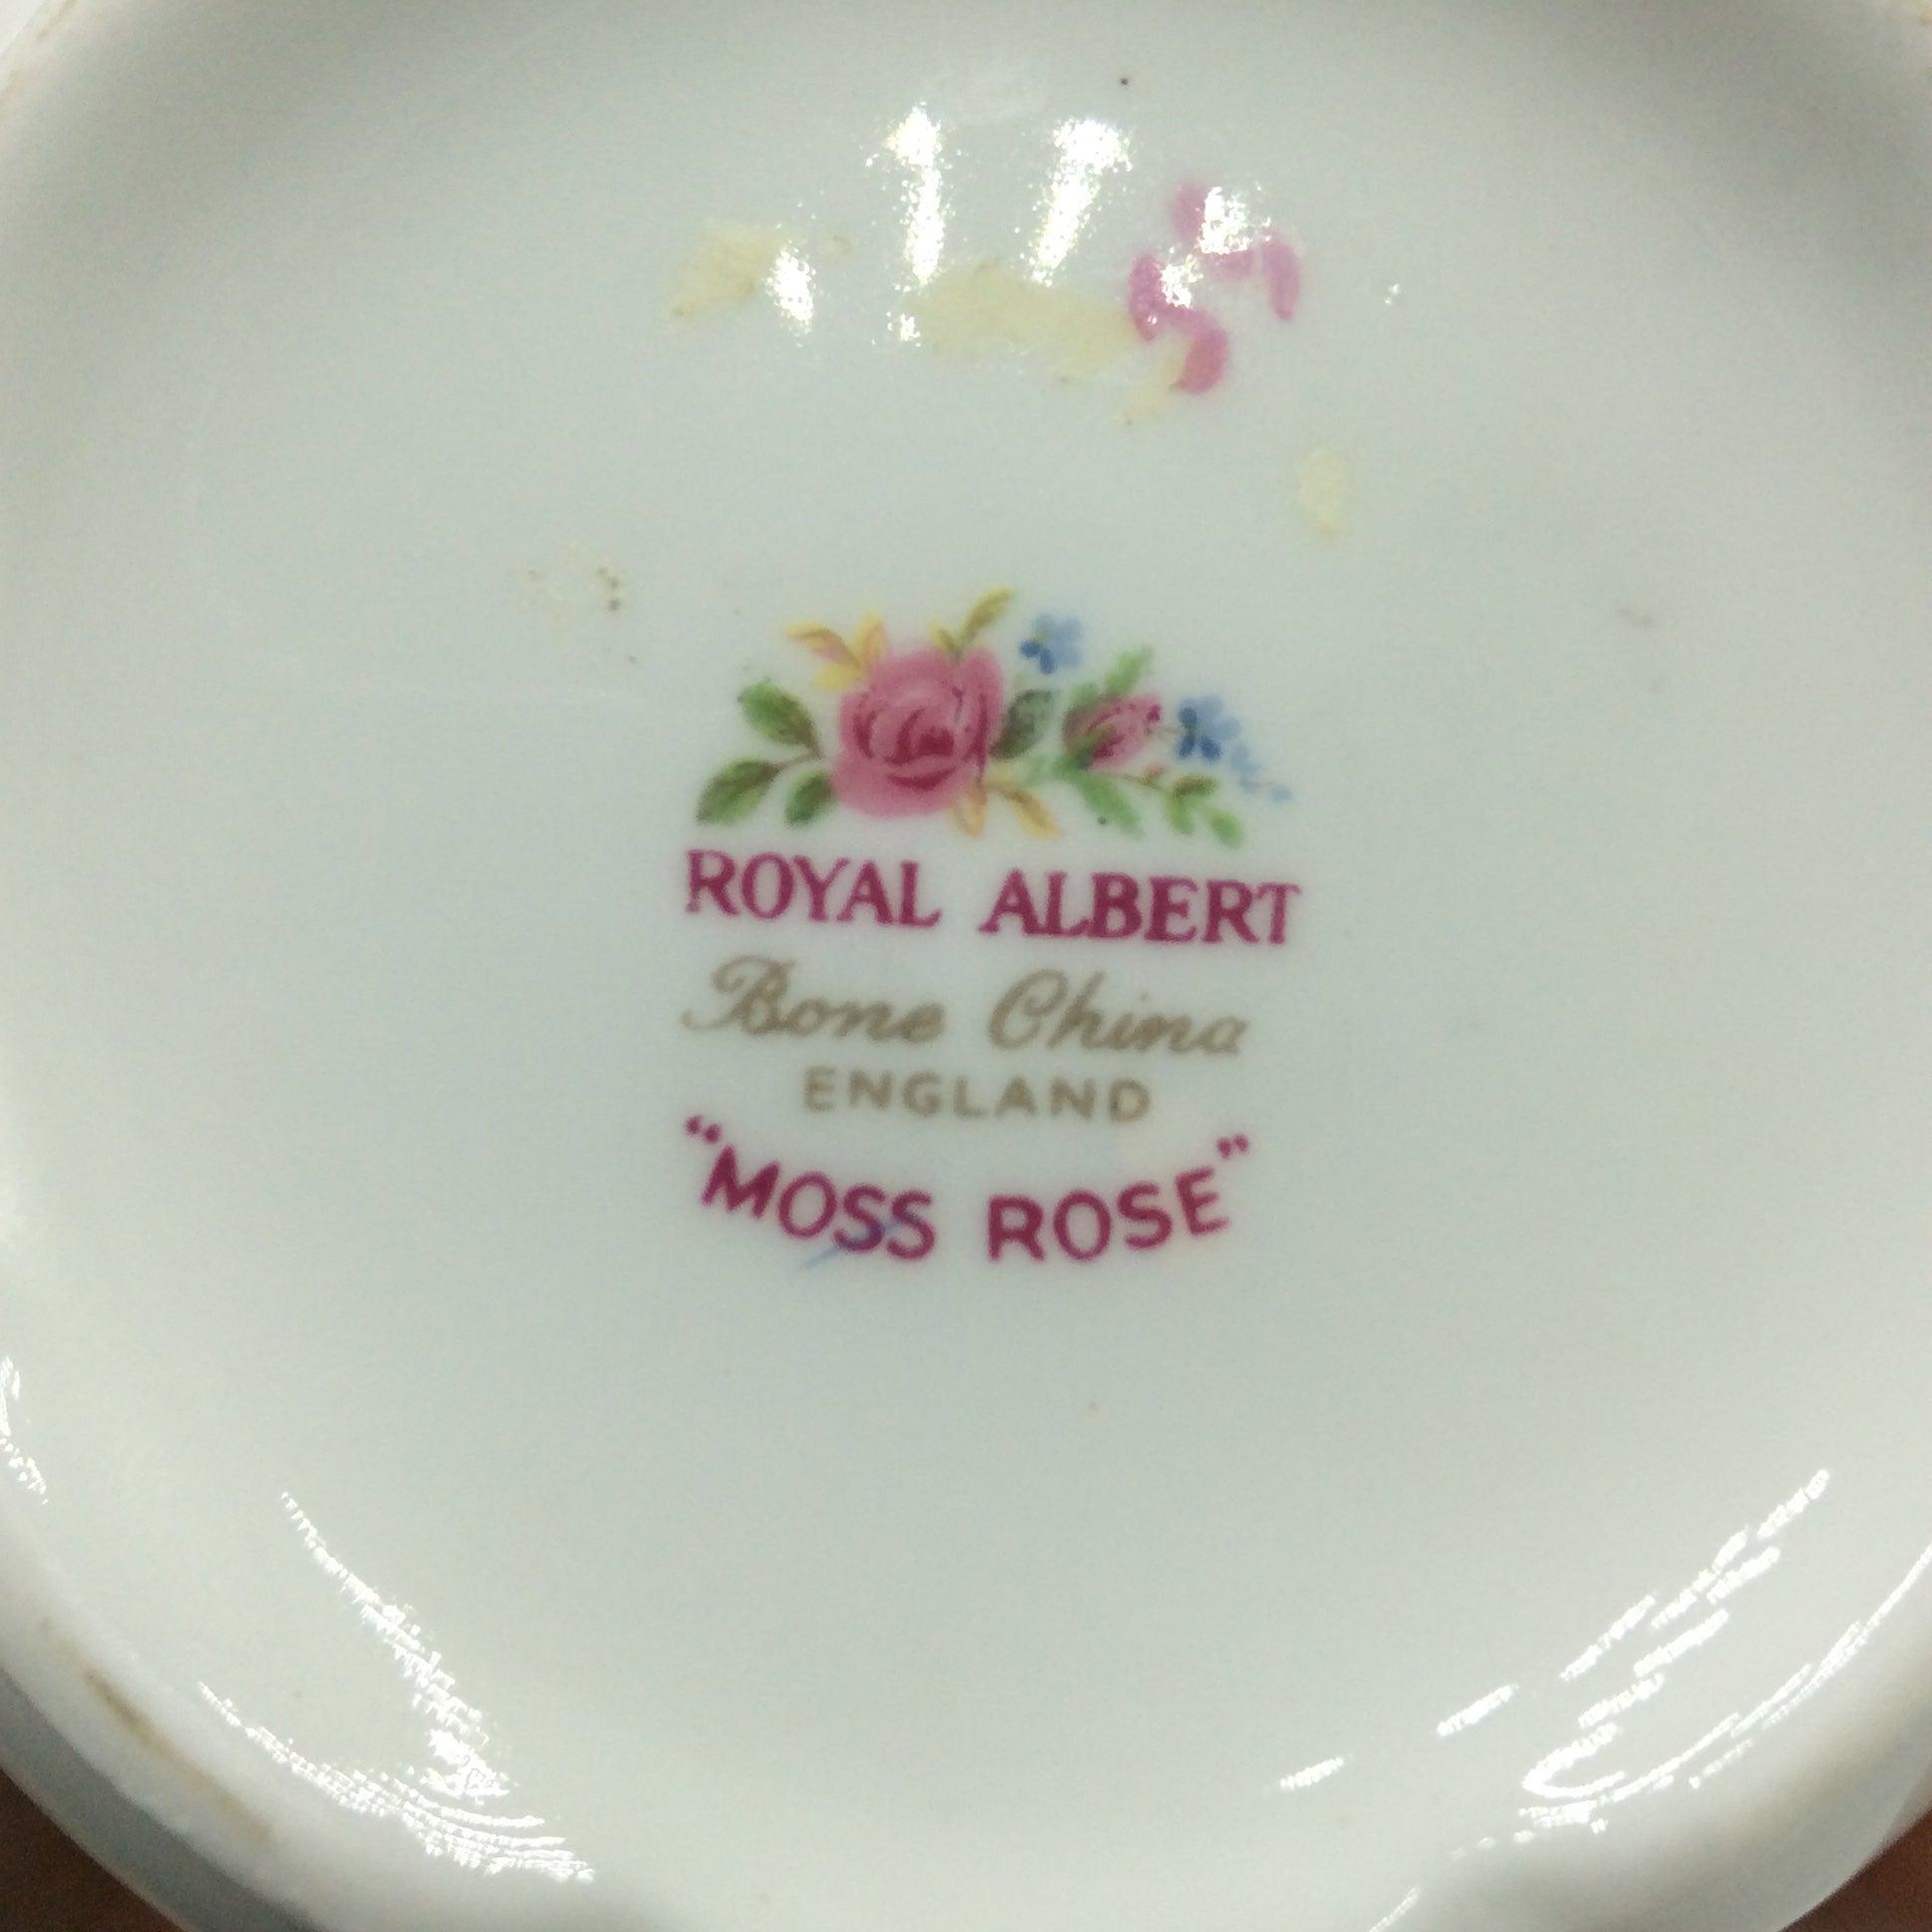 ROYAL ALBERT
Bone China
ENGLAND
“MOSS ROSE”